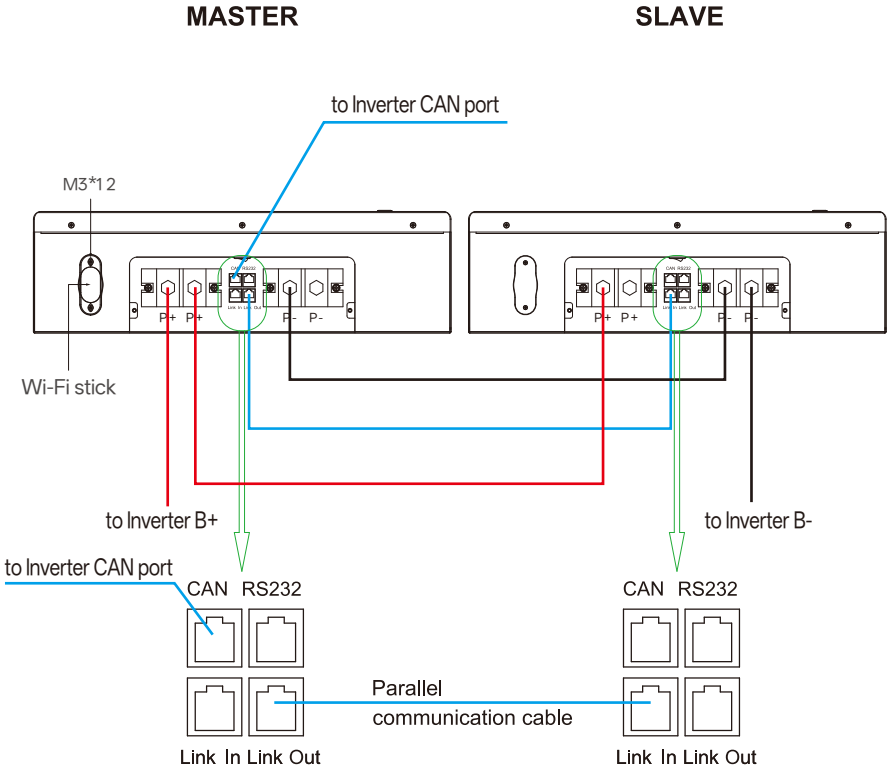 MASTER
SLAVE
to Inverter CAN port
M3*12
CAN RS232
CAN RS232
Link In Link Out
Link In Link Out
P+ P+
P- P-
P+ P+
P- P-
Wi-Fi stick
to Inverter B+
to Inverter B-
to Inverter CAN port
CAN RS232
CAN RS232
Parallel
communication cable
Link In Link Out
Link In Link Out